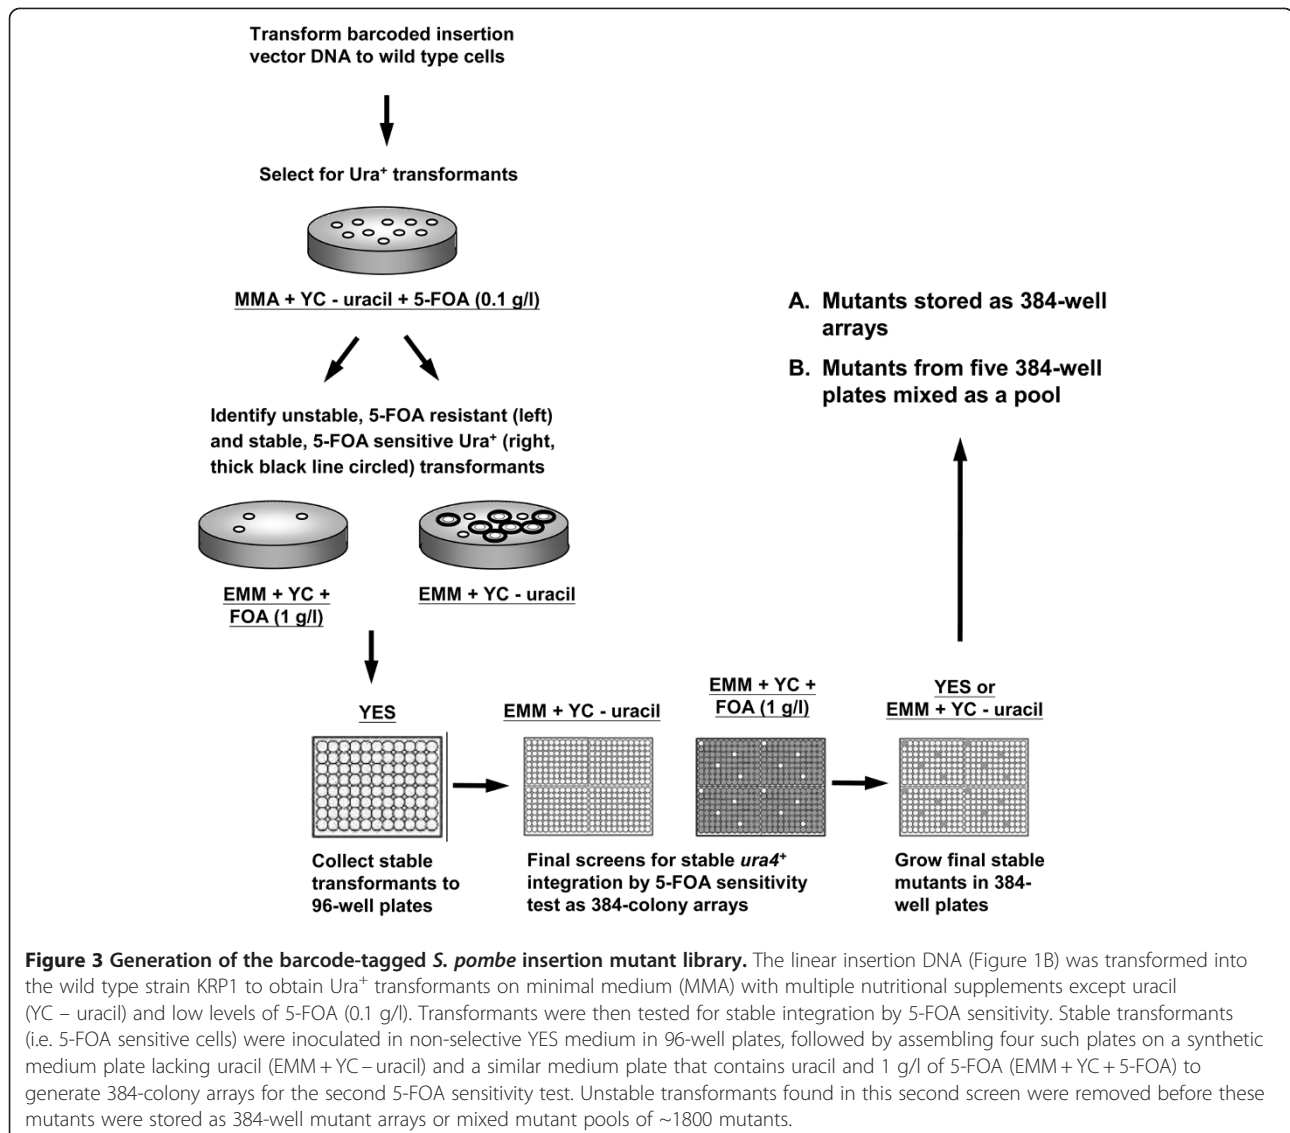 Transform barcoded insertion
vector DNA to wild type cells
Select for Ura⁺ transformants
MMA + YC - uracil + 5-FOA (0.1 g/l)
Identify unstable, 5-FOA resistant (left)
and stable, 5-FOA sensitive Ura⁺ (right,
thick black line circled) transformants
EMM + YC +
FOA (1 g/l)
EMM + YC - uracil
YES
Collect stable
transformants to
96-well plates
EMM + YC - uracil
EMM + YC +
FOA (1 g/l)
Final screens for stable ura4⁺
integration by 5-FOA sensitivity
test as 384-colony arrays
YES or
EMM + YC - uracil
Grow final stable
mutants in 384-
well plates
A. Mutants stored as 384-well
arrays
B. Mutants from five 384-well
plates mixed as a pool
Figure 3 Generation of the barcode-tagged S. pombe insertion mutant library. The linear insertion DNA (Figure 1B) was transformed into
the wild type strain KRP1 to obtain Ura⁺ transformants on minimal medium (MMA) with multiple nutritional supplements except uracil
(YC – uracil) and low levels of 5-FOA (0.1 g/l). Transformants were then tested for stable integration by 5-FOA sensitivity. Stable transformants
(i.e. 5-FOA sensitive cells) were inoculated in non-selective YES medium in 96-well plates, followed by assembling four such plates on a synthetic
medium plate lacking uracil (EMM + YC – uracil) and a similar medium plate that contains uracil and 1 g/l of 5-FOA (EMM + YC + 5-FOA) to
generate 384-colony arrays for the second 5-FOA sensitivity test. Unstable transformants found in this second screen were removed before these
mutants were stored as 384-well mutant arrays or mixed mutant pools of ~1800 mutants.